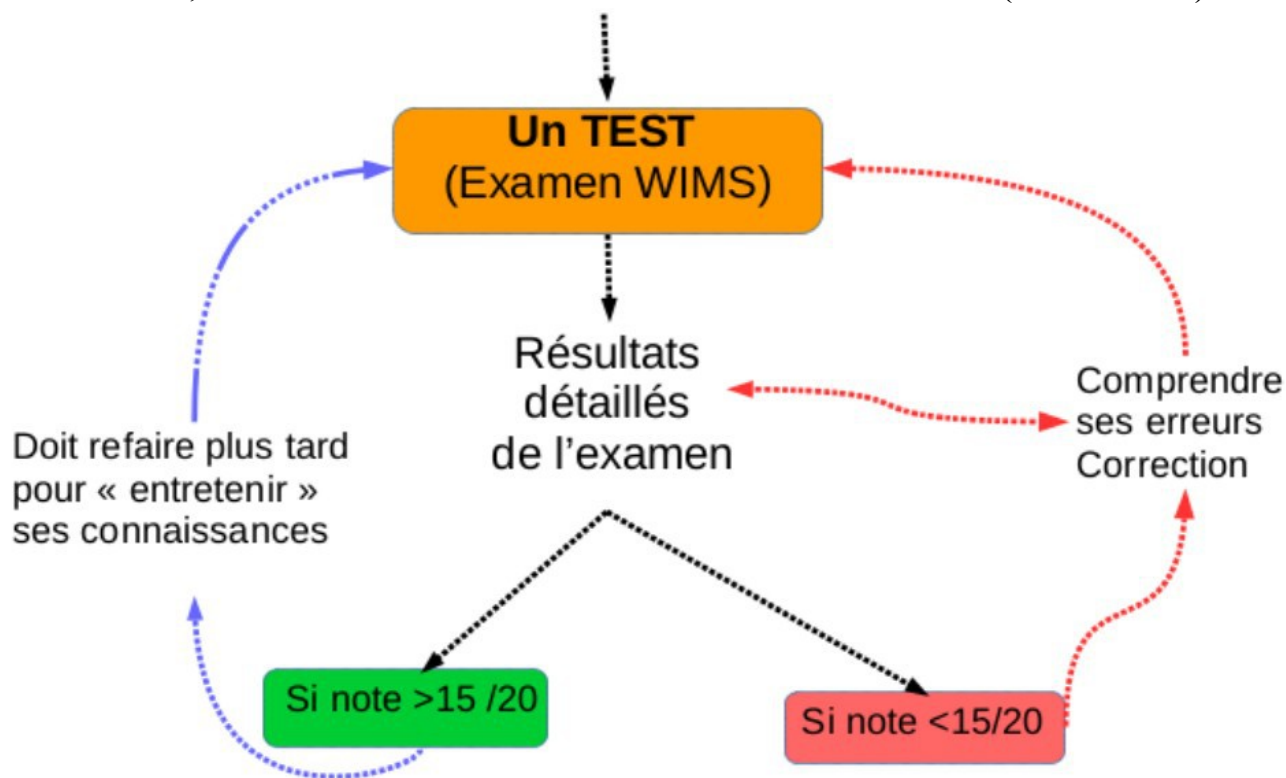 Un TEST
(Examen WIMS)
Résultats
détaillés
de l’examen
Comprendre
ses erreurs
Correction
Doit refaire plus tard
pour « entretenir »
ses connaissances
Si note >15 /20
Si note <15/20